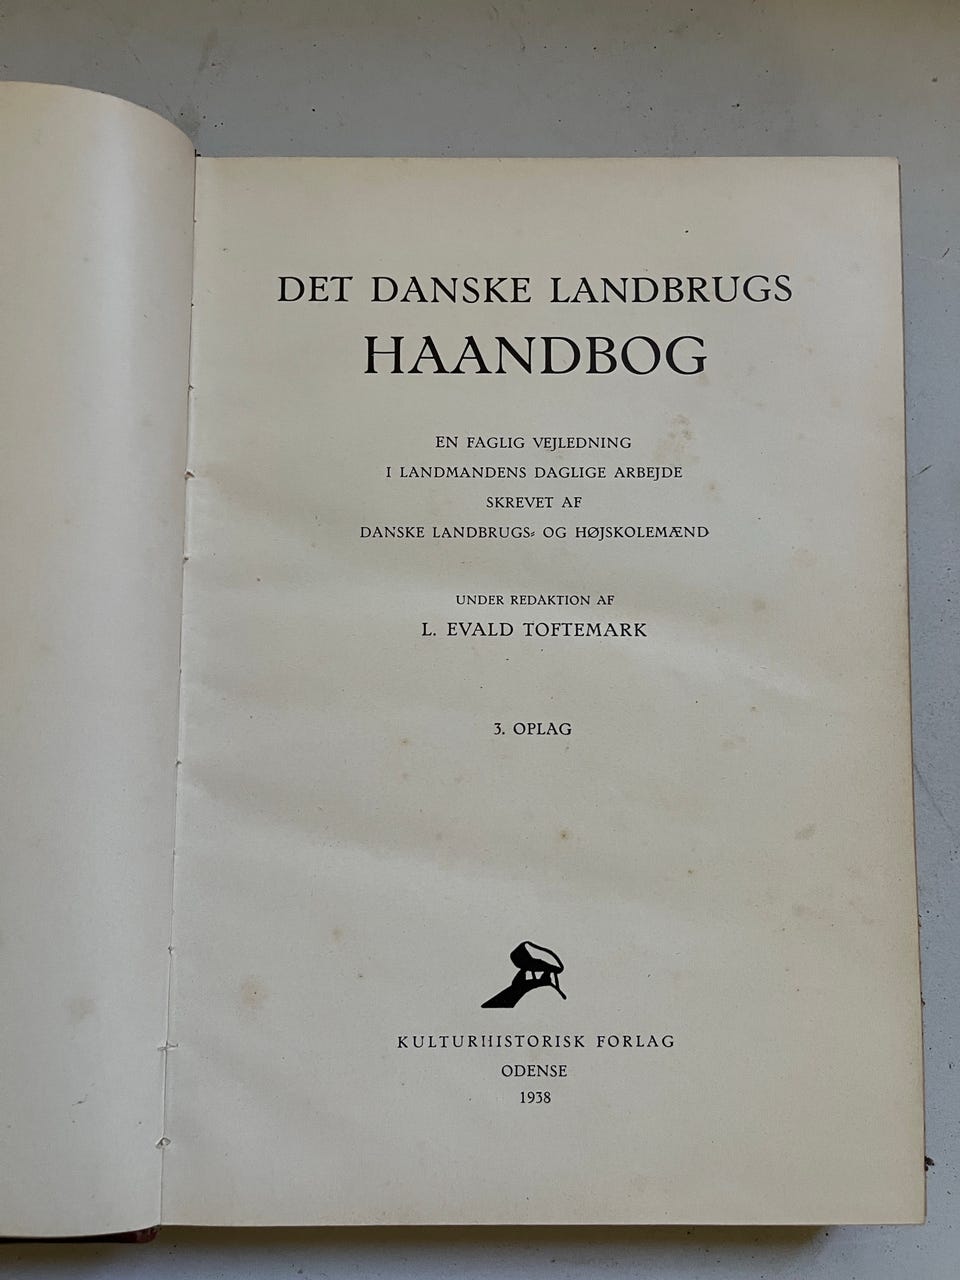 DET DANSKE LANDBRUGS
HAANDBOG
EN FAGLIG VEJLEDNING
I LANDMANDENS DAGLIGE ARBEJDE
SKREVET AF
DANSKE LANDBRUGS- OG HØJSKOLEMÆND
UNDER REDAKTION AF
L. EVALD TOFTEMARK
3. OPLAG
KULTURHISTORISK FORLAG
ODENSE
1938